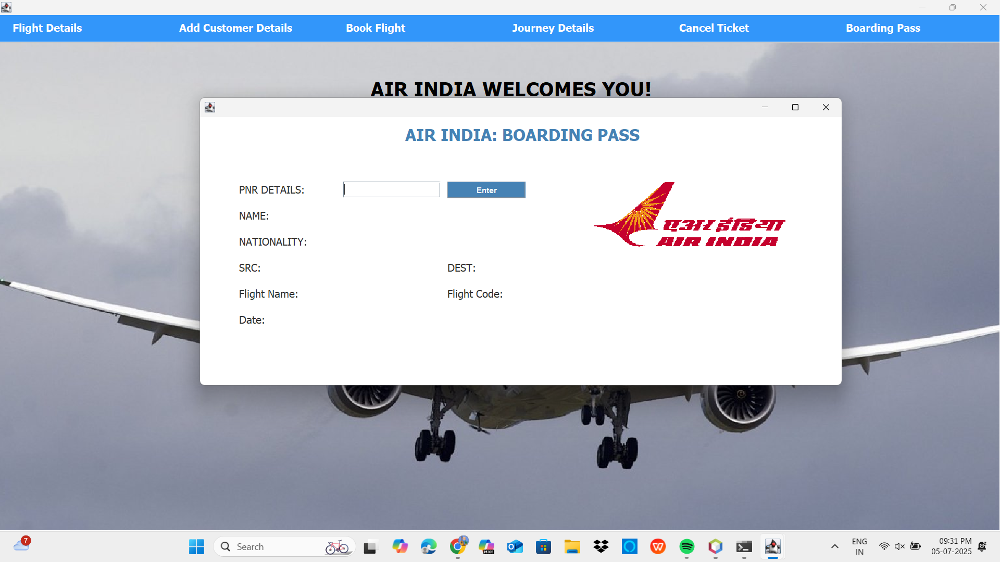 Flight Details
Add Customer Details
Book Flight
Journey Details
Cancel Ticket
Boarding Pass
AIR INDIA WELCOMES YOU!
AIR INDIA: BOARDING PASS
PNR DETAILS:
Enter
NAME:
NATIONALITY:
SRC:
DEST:
Flight Name:
Flight Code:
Date:
एअर इंडिया
AIR INDIA
7
Search
M365
ENG
IN
09:31 PM
05-07-2025